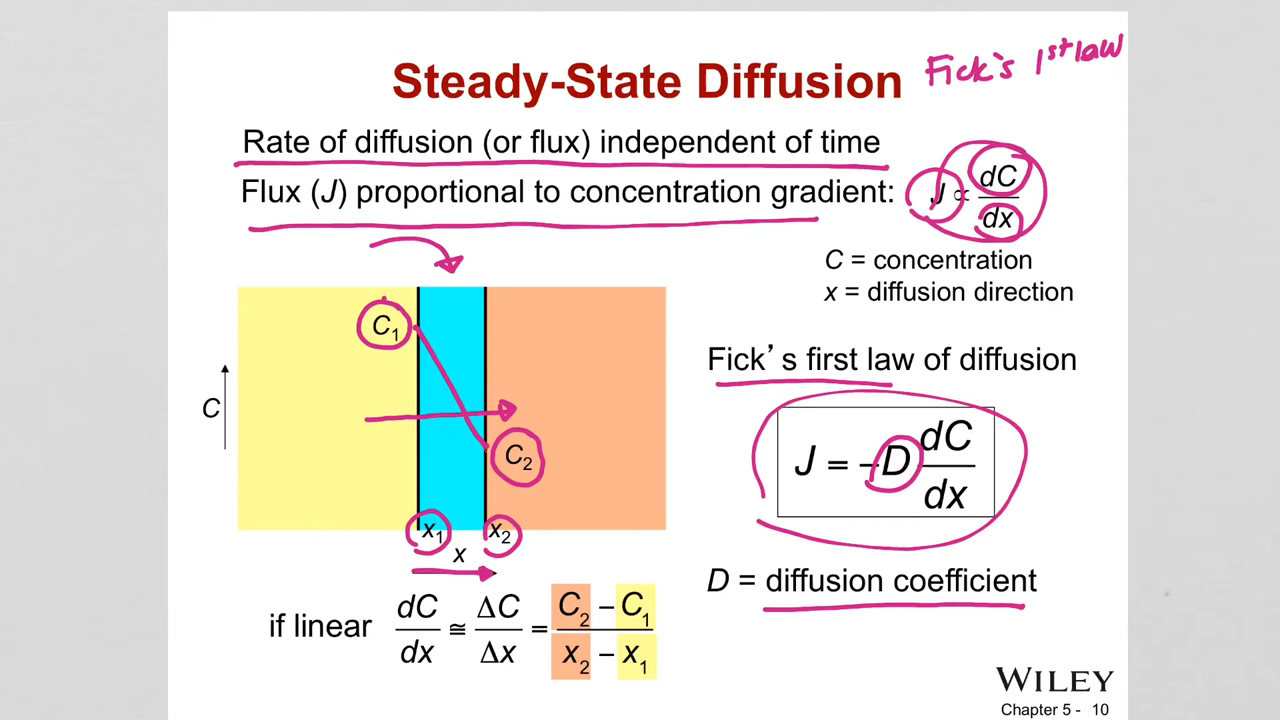 Steady-State Diffusion
Fick's 1st law
Rate of diffusion (or flux) independent of time
Flux (J) proportional to concentration gradient: J ∝ dC/dx
C = concentration
x = diffusion direction
C
C₁
C₂
x₁
x₂
x
Fick's first law of diffusion
J = −D dC/dx
D = diffusion coefficient
if linear dC/dx ≅ ΔC/Δx = C₂ − C₁ / x₂ − x₁
WILEY
Chapter 5 - 10